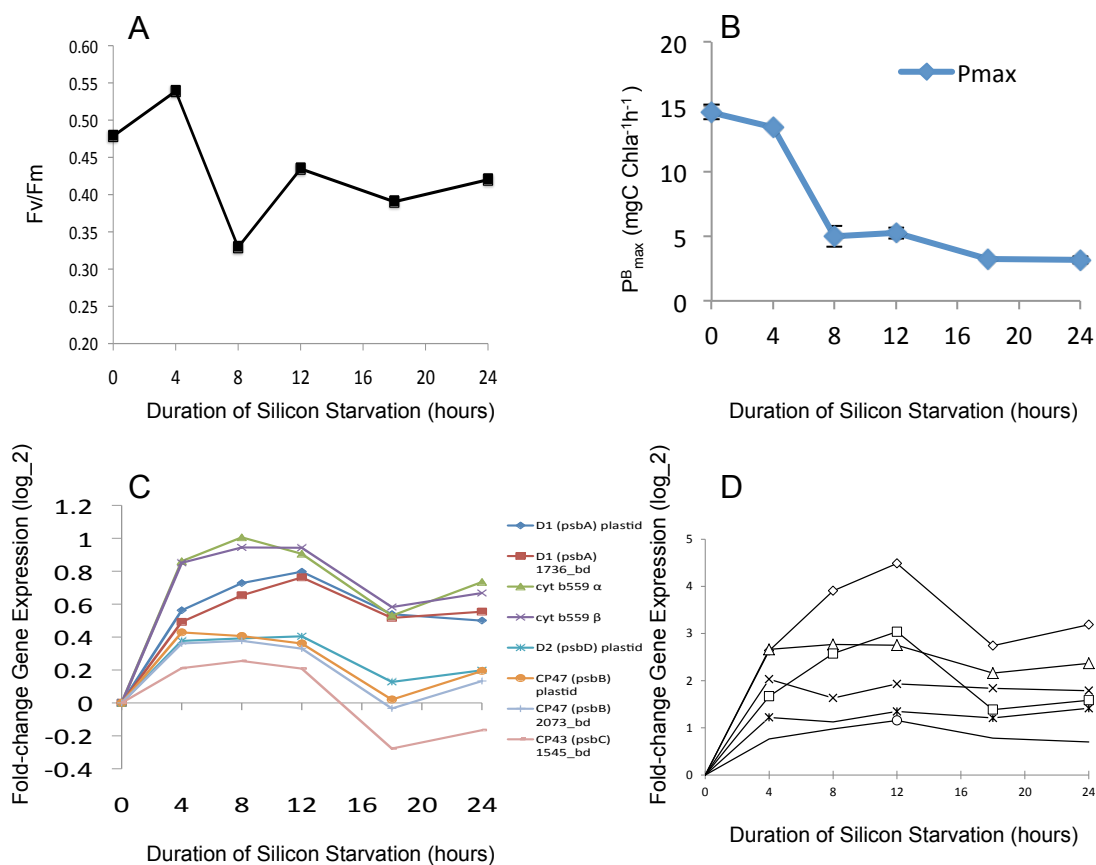 A
0.60
0.55
0.50
0.45
0.40
0.35
0.30
0.25
0.20
Fv/Fm
0 4 8 12 16 20 24
Duration of Silicon Starvation (hours)
B
20
15
10
5
0
Pmax
P^B_max (mgC Chla⁻¹h⁻¹)
0 4 8 12 16 20 24
Duration of Silicon Starvation (hours)
C
Fold-change Gene Expression (log_2)
1.2
1
0.8
0.6
0.4
0.2
0
-0.2
-0.4
0 4 8 12 16 20 24
Duration of Silicon Starvation (hours)
D1 (psbA) plastid
D1 (psbA)
1736_bd
cyt b559 α
cyt b559 β
D2 (psbD) plastid
CP47 (psbB)
plastid
CP47 (psbB)
2073_bd
CP43 (psbC)
1545_bd
D
Fold-change Gene Expression (log_2)
5
4
3
2
1
0
0 4 8 12 16 20 24
Duration of Silicon Starvation (hours)